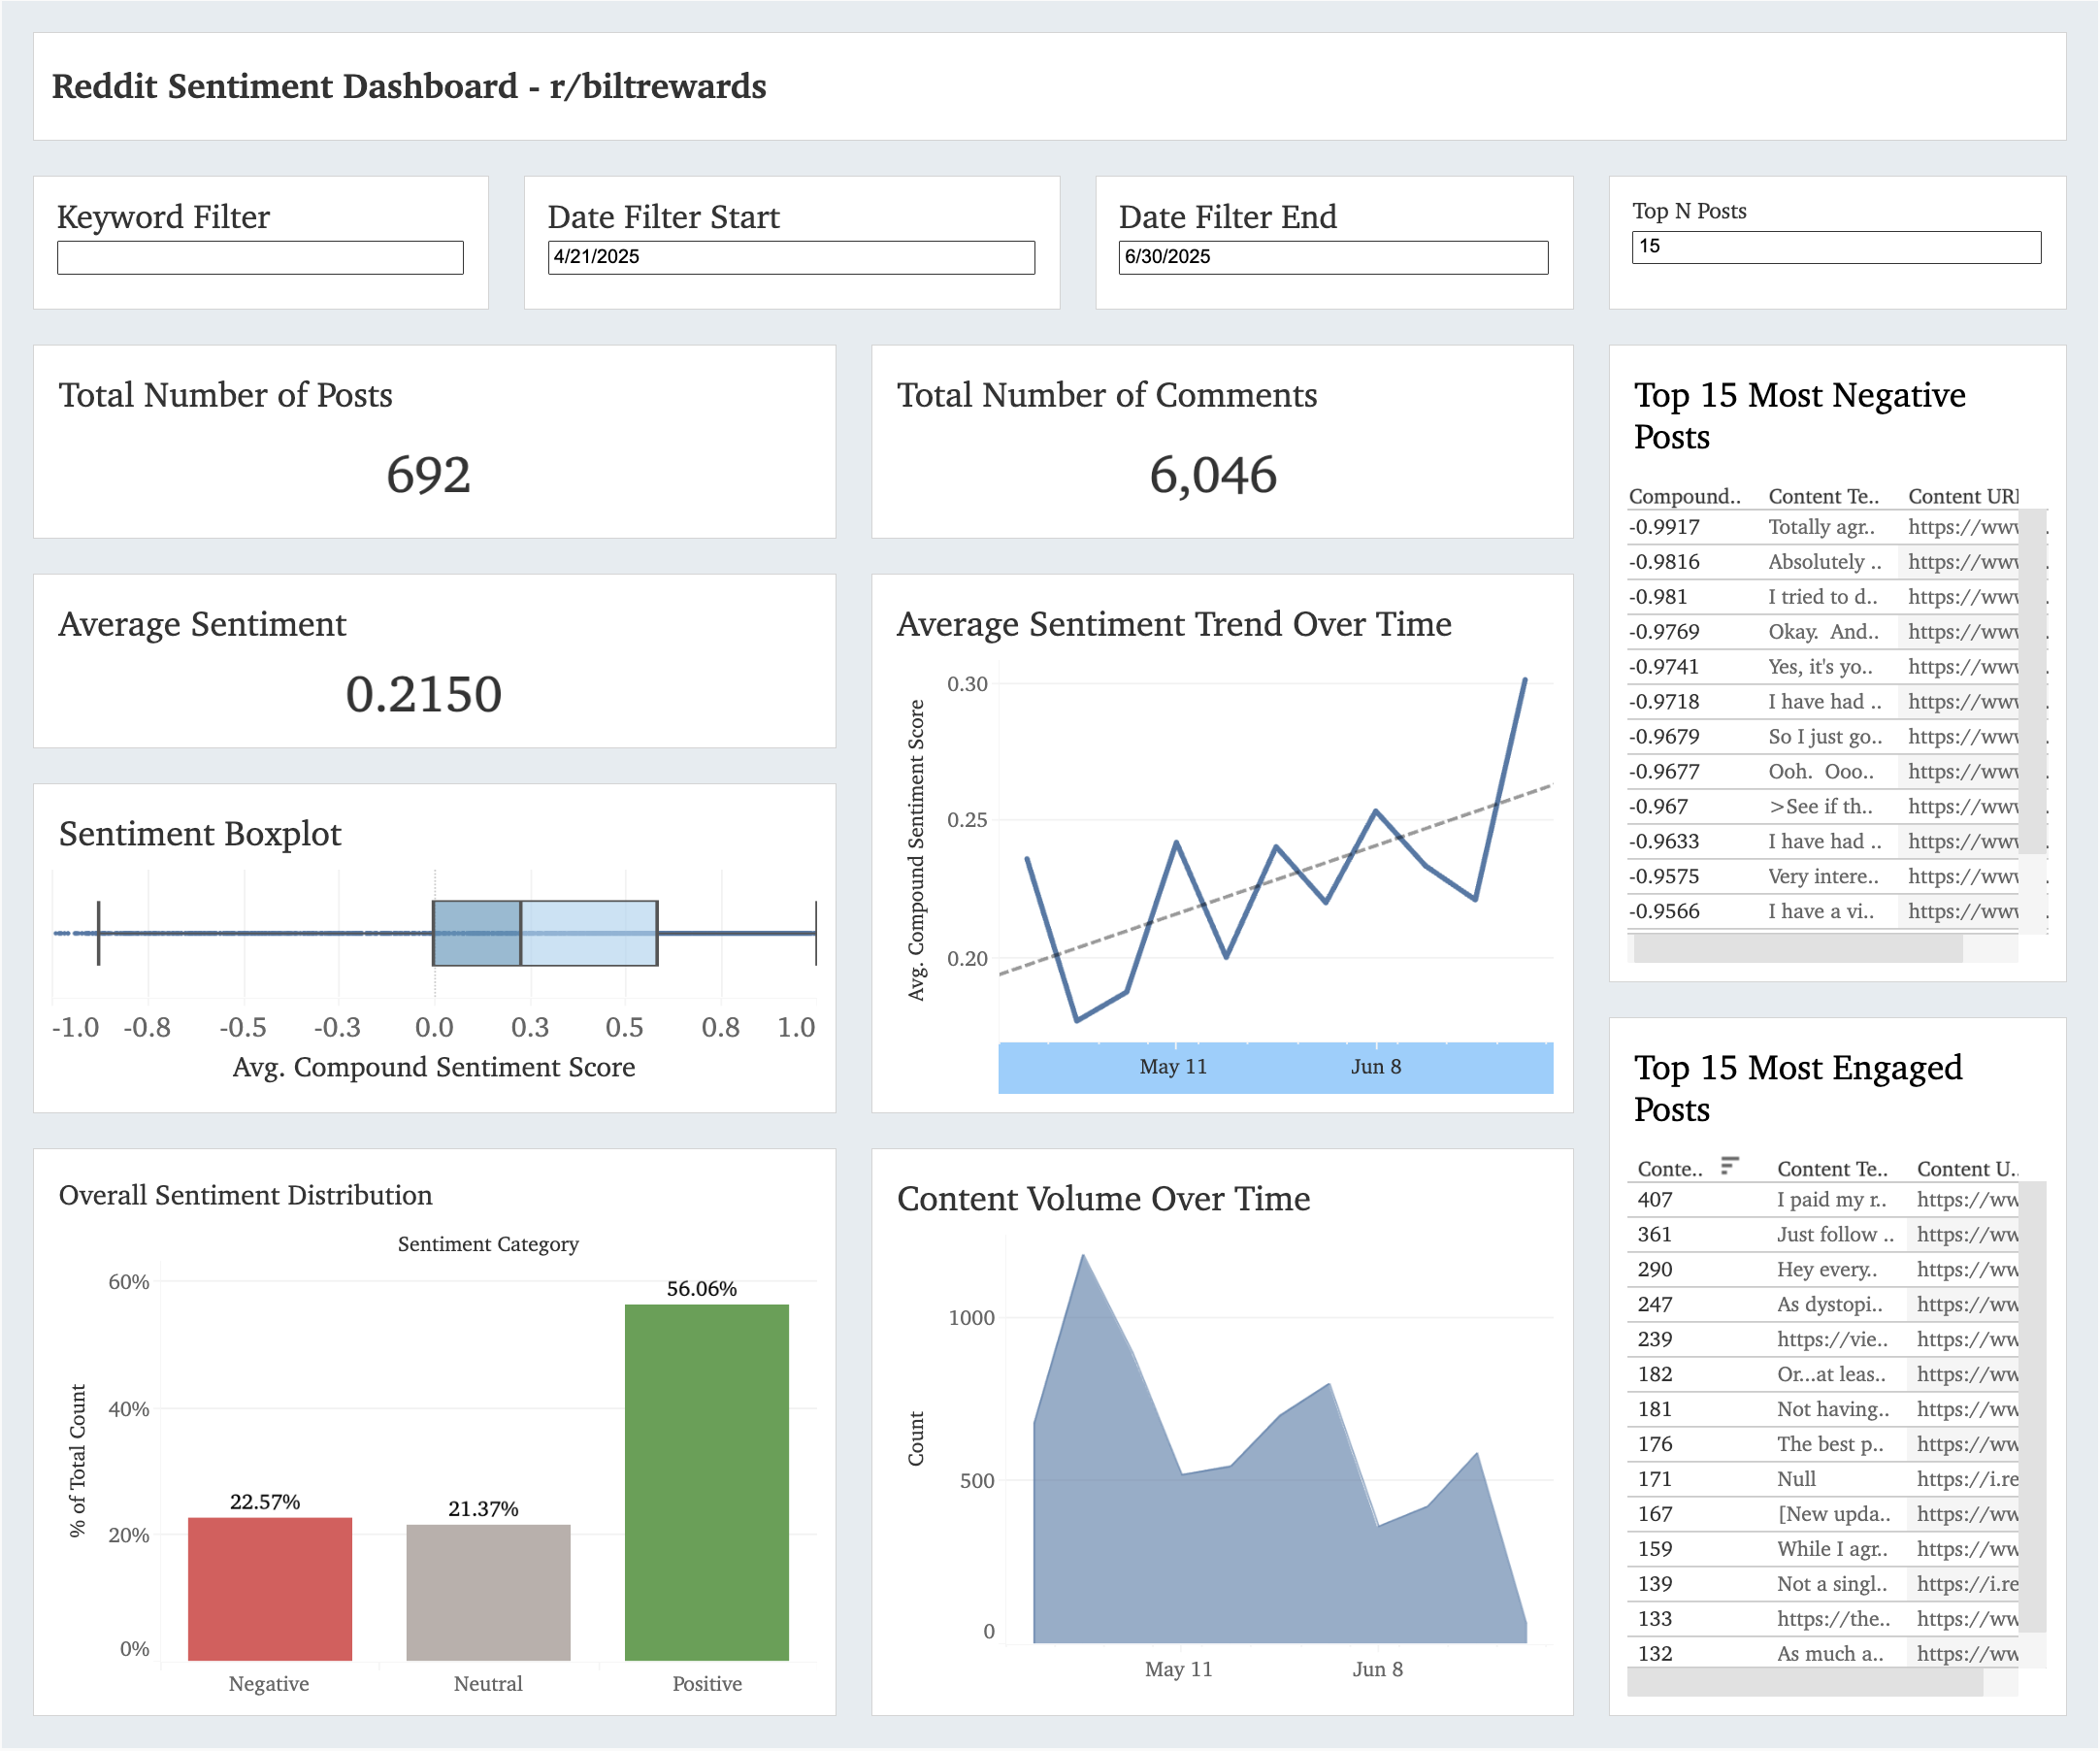 Reddit Sentiment Dashboard - r/biltrewards
Keyword Filter
Date Filter Start
4/21/2025
Date Filter End
6/30/2025
Top N Posts
15
Total Number of Posts
692
Total Number of Comments
6,046
Average Sentiment
0.2150
Sentiment Boxplot
-1.0 -0.8 -0.5 -0.3 0.0 0.3 0.5 0.8 1.0
Avg. Compound Sentiment Score
Average Sentiment Trend Over Time
Avg. Compound Sentiment Score
0.30
0.25
0.20
May 11 Jun 8
Overall Sentiment Distribution
Sentiment Category
% of Total Count
60%
40%
20%
0%
22.57%
21.37%
56.06%
Negative Neutral Positive
Content Volume Over Time
Count
1000
500
0
May 11 Jun 8
Top 15 Most Negative
Posts
Compound.. Content Te.. Content URL
-0.9917 Totally agr.. https://www.
-0.9816 Absolutely .. https://www.
-0.981 I tried to d.. https://www.
-0.9769 Okay. And.. https://www.
-0.9741 Yes, it's yo.. https://www.
-0.9718 I have had .. https://www.
-0.9679 So I just go.. https://www.
-0.9677 Ooh. Ooo.. https://www.
-0.967 >See if th.. https://www.
-0.9633 I have had .. https://www.
-0.9575 Very intere.. https://www.
-0.9566 I have a vi.. https://www.
Top 15 Most Engaged
Posts
Conte.. Content Te.. Content U..
407 I paid my r.. https://ww
361 Just follow .. https://ww
290 Hey every.. https://ww
247 As dystopi.. https://ww
239 https://vie.. https://ww
182 Or...at leas.. https://ww
181 Not having.. https://ww
176 The best p.. https://ww
171 Null https://i.re
167 [New upda.. https://ww
159 While I agr.. https://ww
139 Not a singl.. https://i.re
133 https://the.. https://ww
132 As much a.. https://ww